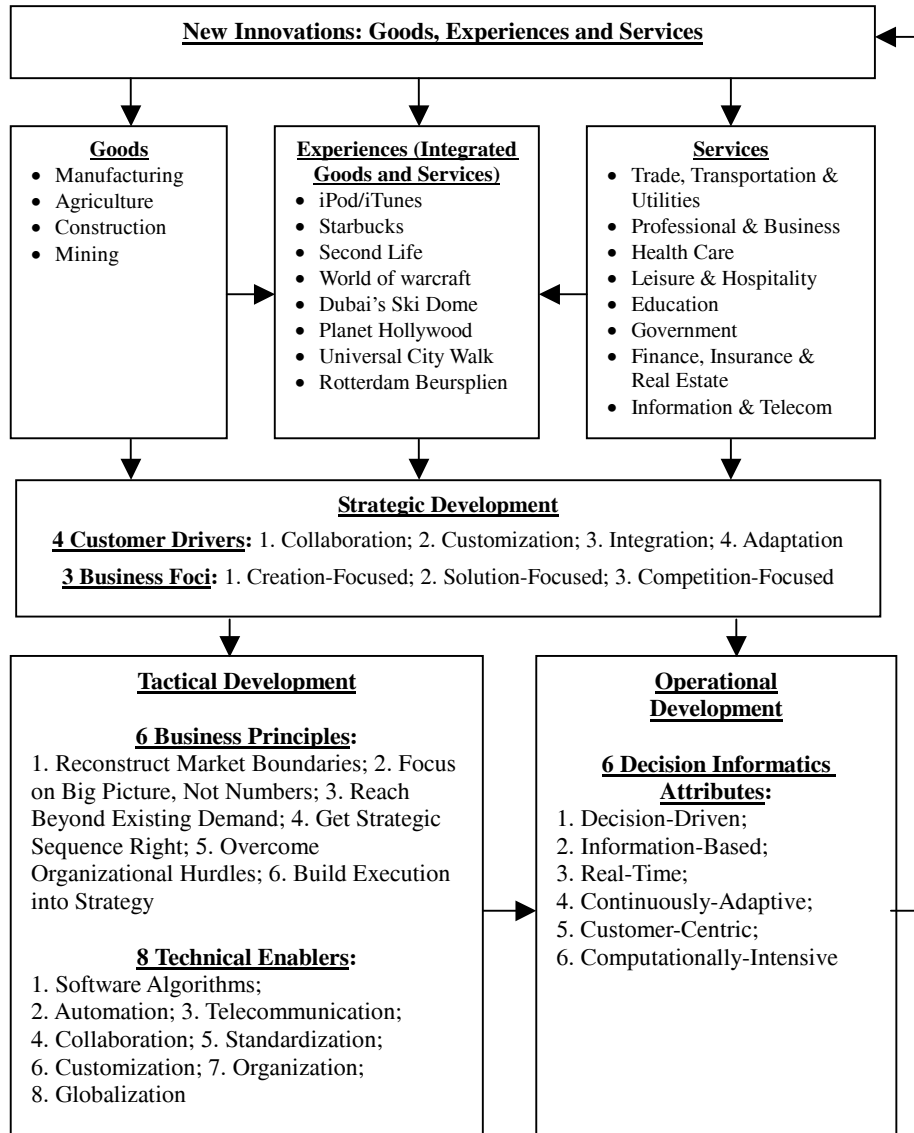 New Innovations: Goods, Experiences and Services
Goods
• Manufacturing
• Agriculture
• Construction
• Mining
Experiences (Integrated
Goods and Services)
• iPod/iTunes
• Starbucks
• Second Life
• World of warcraft
• Dubai's Ski Dome
• Planet Hollywood
• Universal City Walk
• Rotterdam Beursplien
Services
• Trade, Transportation &
Utilities
• Professional & Business
• Health Care
• Leisure & Hospitality
• Education
• Government
• Finance, Insurance &
Real Estate
• Information & Telecom
Strategic Development
4 Customer Drivers: 1. Collaboration; 2. Customization; 3. Integration; 4. Adaptation
3 Business Foci: 1. Creation-Focused; 2. Solution-Focused; 3. Competition-Focused
Tactical Development
6 Business Principles:
1. Reconstruct Market Boundaries; 2. Focus
on Big Picture, Not Numbers; 3. Reach
Beyond Existing Demand; 4. Get Strategic
Sequence Right; 5. Overcome
Organizational Hurdles; 6. Build Execution
into Strategy
8 Technical Enablers:
1. Software Algorithms;
2. Automation; 3. Telecommunication;
4. Collaboration; 5. Standardization;
6. Customization; 7. Organization;
8. Globalization
Operational
Development
6 Decision Informatics
Attributes:
1. Decision-Driven;
2. Information-Based;
3. Real-Time;
4. Continuously-Adaptive;
5. Customer-Centric;
6. Computationally-Intensive